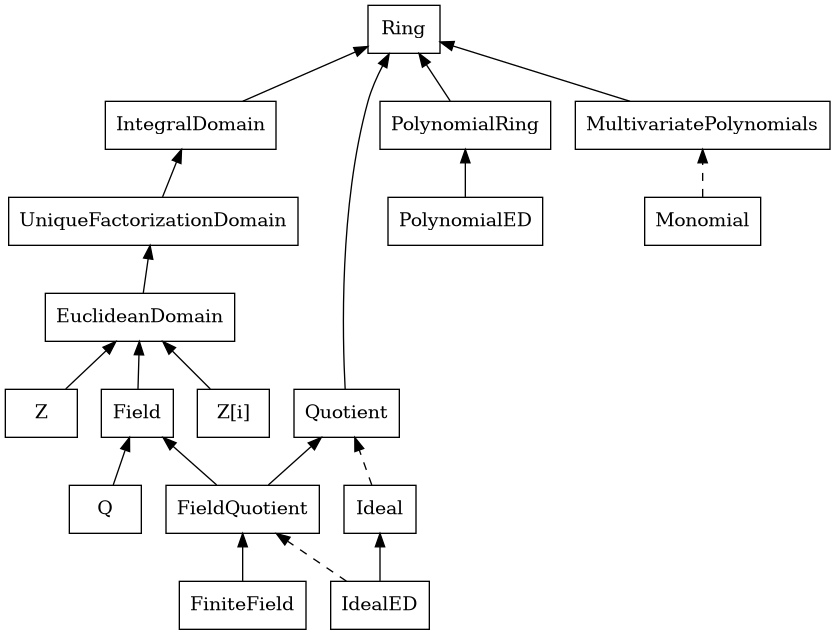 Ring
IntegralDomain
PolynomialRing
MultivariatePolynomials
UniqueFactorizationDomain
PolynomialED
Monomial
EuclideanDomain
Z
Field
Z[i]
Quotient
Q
FieldQuotient
Ideal
FiniteField
IdealED